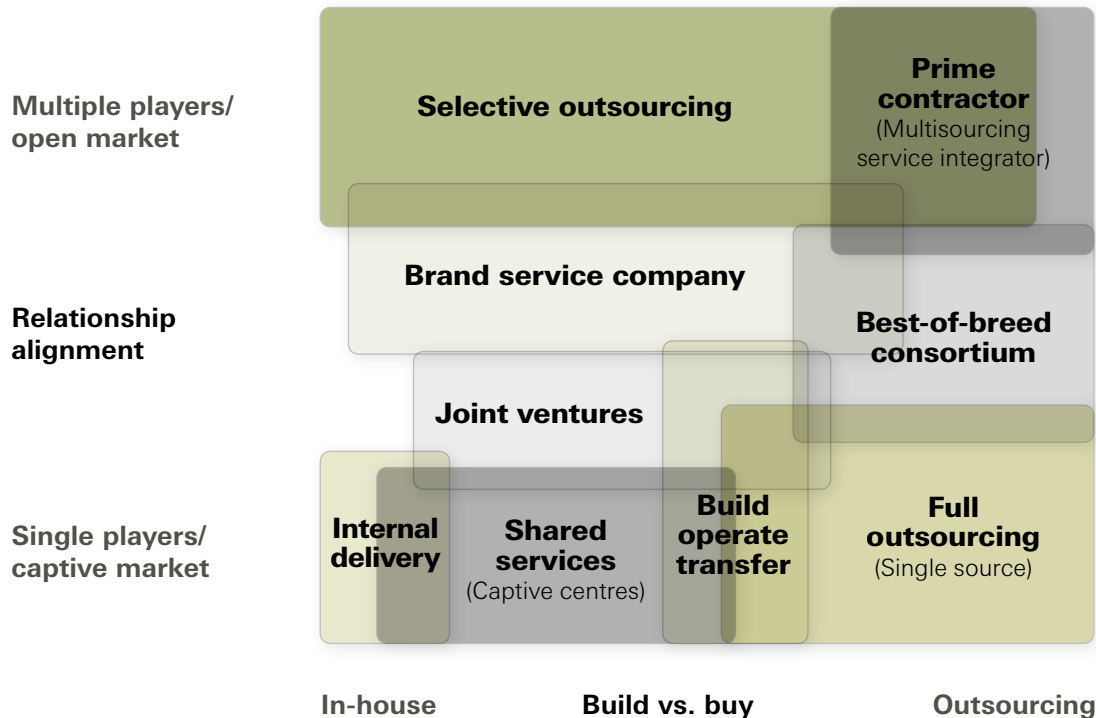 Multiple players/
open market
Selective outsourcing
Prime
contractor
(Multisourcing
service integrator)
Relationship
alignment
Brand service company
Best-of-breed
consortium
Joint ventures
Single players/
captive market
Internal
delivery
Shared
services
(Captive centres)
Build
operate
transfer
Full
outsourcing
(Single source)
In-house
Build vs. buy
Outsourcing